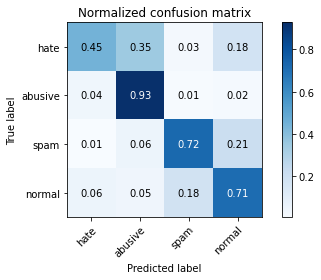 Normalized confusion matrix
True label
hate 0.45 0.35 0.03 0.18
abusive 0.04 0.93 0.01 0.02
spam 0.01 0.06 0.72 0.21
normal 0.06 0.05 0.18 0.71
hate abusive spam normal
Predicted label
0.8
0.6
0.4
0.2